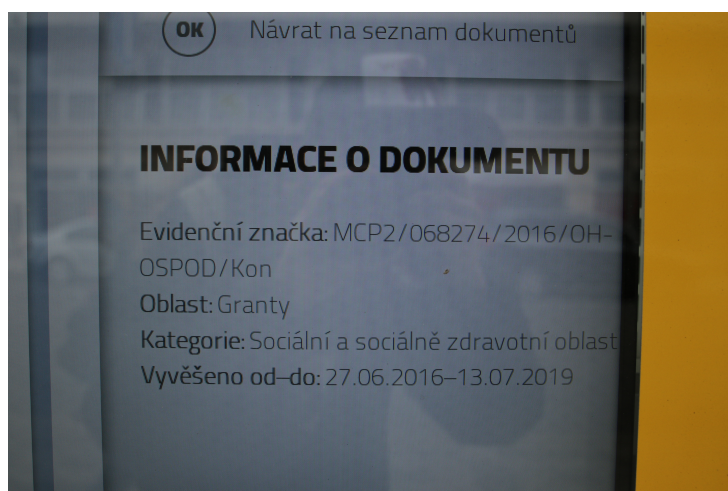 OK Návrat na seznam dokumentů
INFORMACE O DOKUMENTU
Evidenční značka: MCP2/068274/2016/OH-
OSPOD/Kon
Oblast: Granty
Kategorie: Sociální a sociálně zdravotní oblast
Vyvěšeno od–do: 27.06.2016–13.07.2019